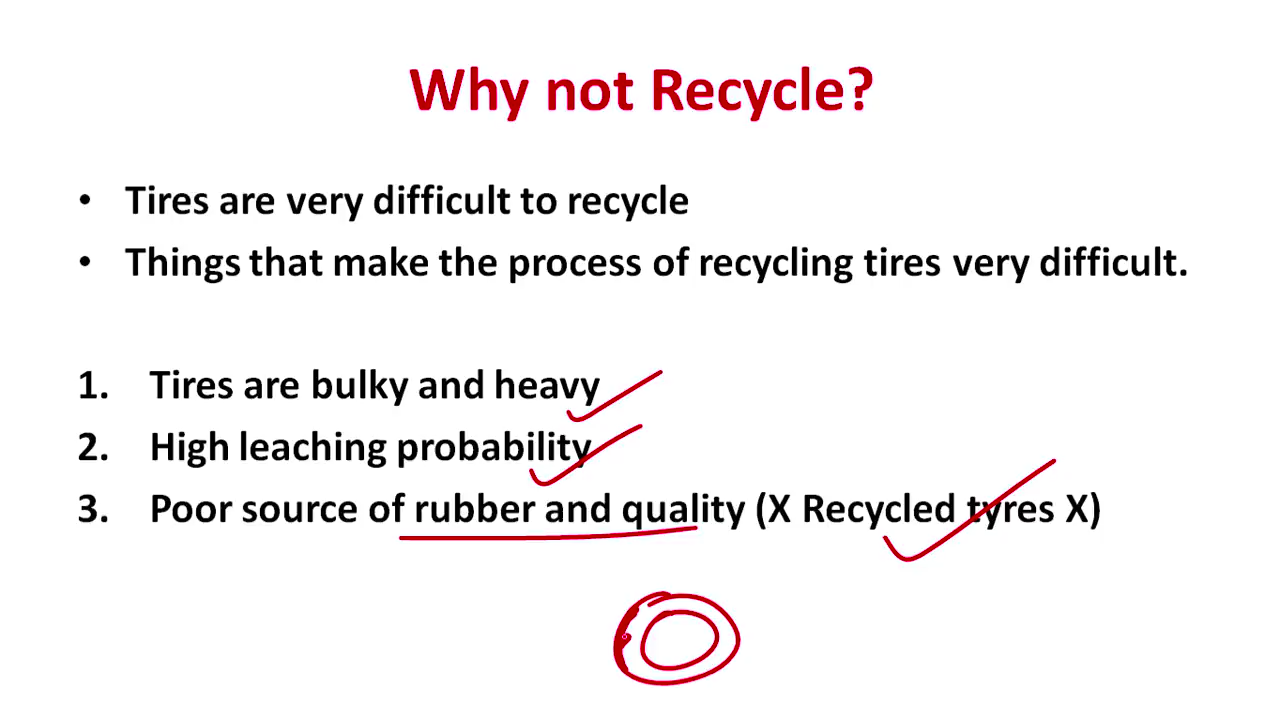 Why not Recycle?
• Tires are very difficult to recycle
• Things that make the process of recycling tires very difficult.
1. Tires are bulky and heavy
2. High leaching probability
3. Poor source of rubber and quality (X Recycled tyres X)